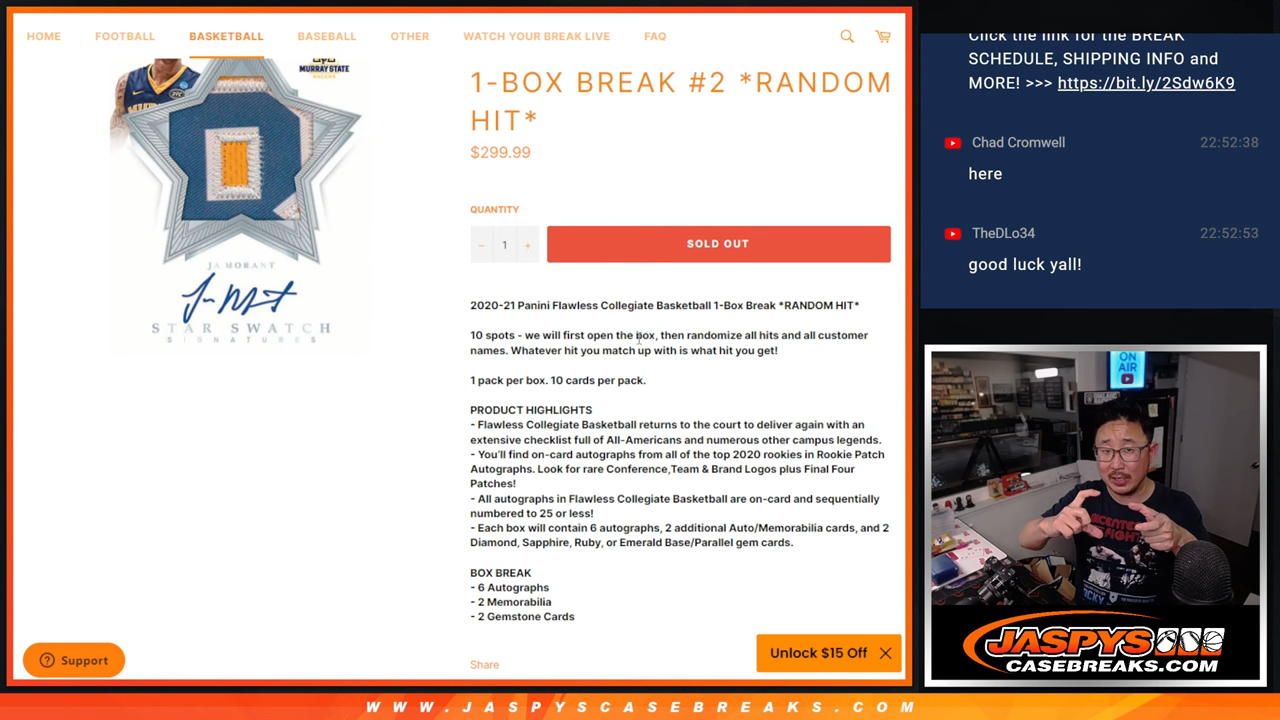 HOME FOOTBALL BASKETBALL BASEBALL OTHER WATCH YOUR BREAK LIVE FAQ
MURRAY STATE
RACERS
JA MORANT
STAR SWATCH
SIGNATURES
1-BOX BREAK #2 *RANDOM
HIT*
$299.99
QUANTITY
− 1 +
SOLD OUT
2020-21 Panini Flawless Collegiate Basketball 1-Box Break *RANDOM HIT*
10 spots - we will first open the box, then randomize all hits and all customer
names. Whatever hit you match up with is what hit you get!
1 pack per box. 10 cards per pack.
PRODUCT HIGHLIGHTS
- Flawless Collegiate Basketball returns to the court to deliver again with an
extensive checklist full of All-Americans and numerous other campus legends.
- You'll find on-card autographs from all of the top 2020 rookies in Rookie Patch
Autographs. Look for rare Conference,Team & Brand Logos plus Final Four
Patches!
- All autographs in Flawless Collegiate Basketball are on-card and sequentially
numbered to 25 or less!
- Each box will contain 6 autographs, 2 additional Auto/Memorabilia cards, and 2
Diamond, Sapphire, Ruby, or Emerald Base/Parallel gem cards.
BOX BREAK
- 6 Autographs
- 2 Memorabilia
- 2 Gemstone Cards
Share
Support
Unlock $15 Off
Click the link for the BREAK
SCHEDULE, SHIPPING INFO and
MORE! >>> https://bit.ly/2Sdw6K9
Chad Cromwell 22:52:38
here
TheDLo34 22:52:53
good luck yall!
ON
AIR
JASPYS
CASEBREAKS.COM
WWW.JASPYSCASEBREAKS.COM